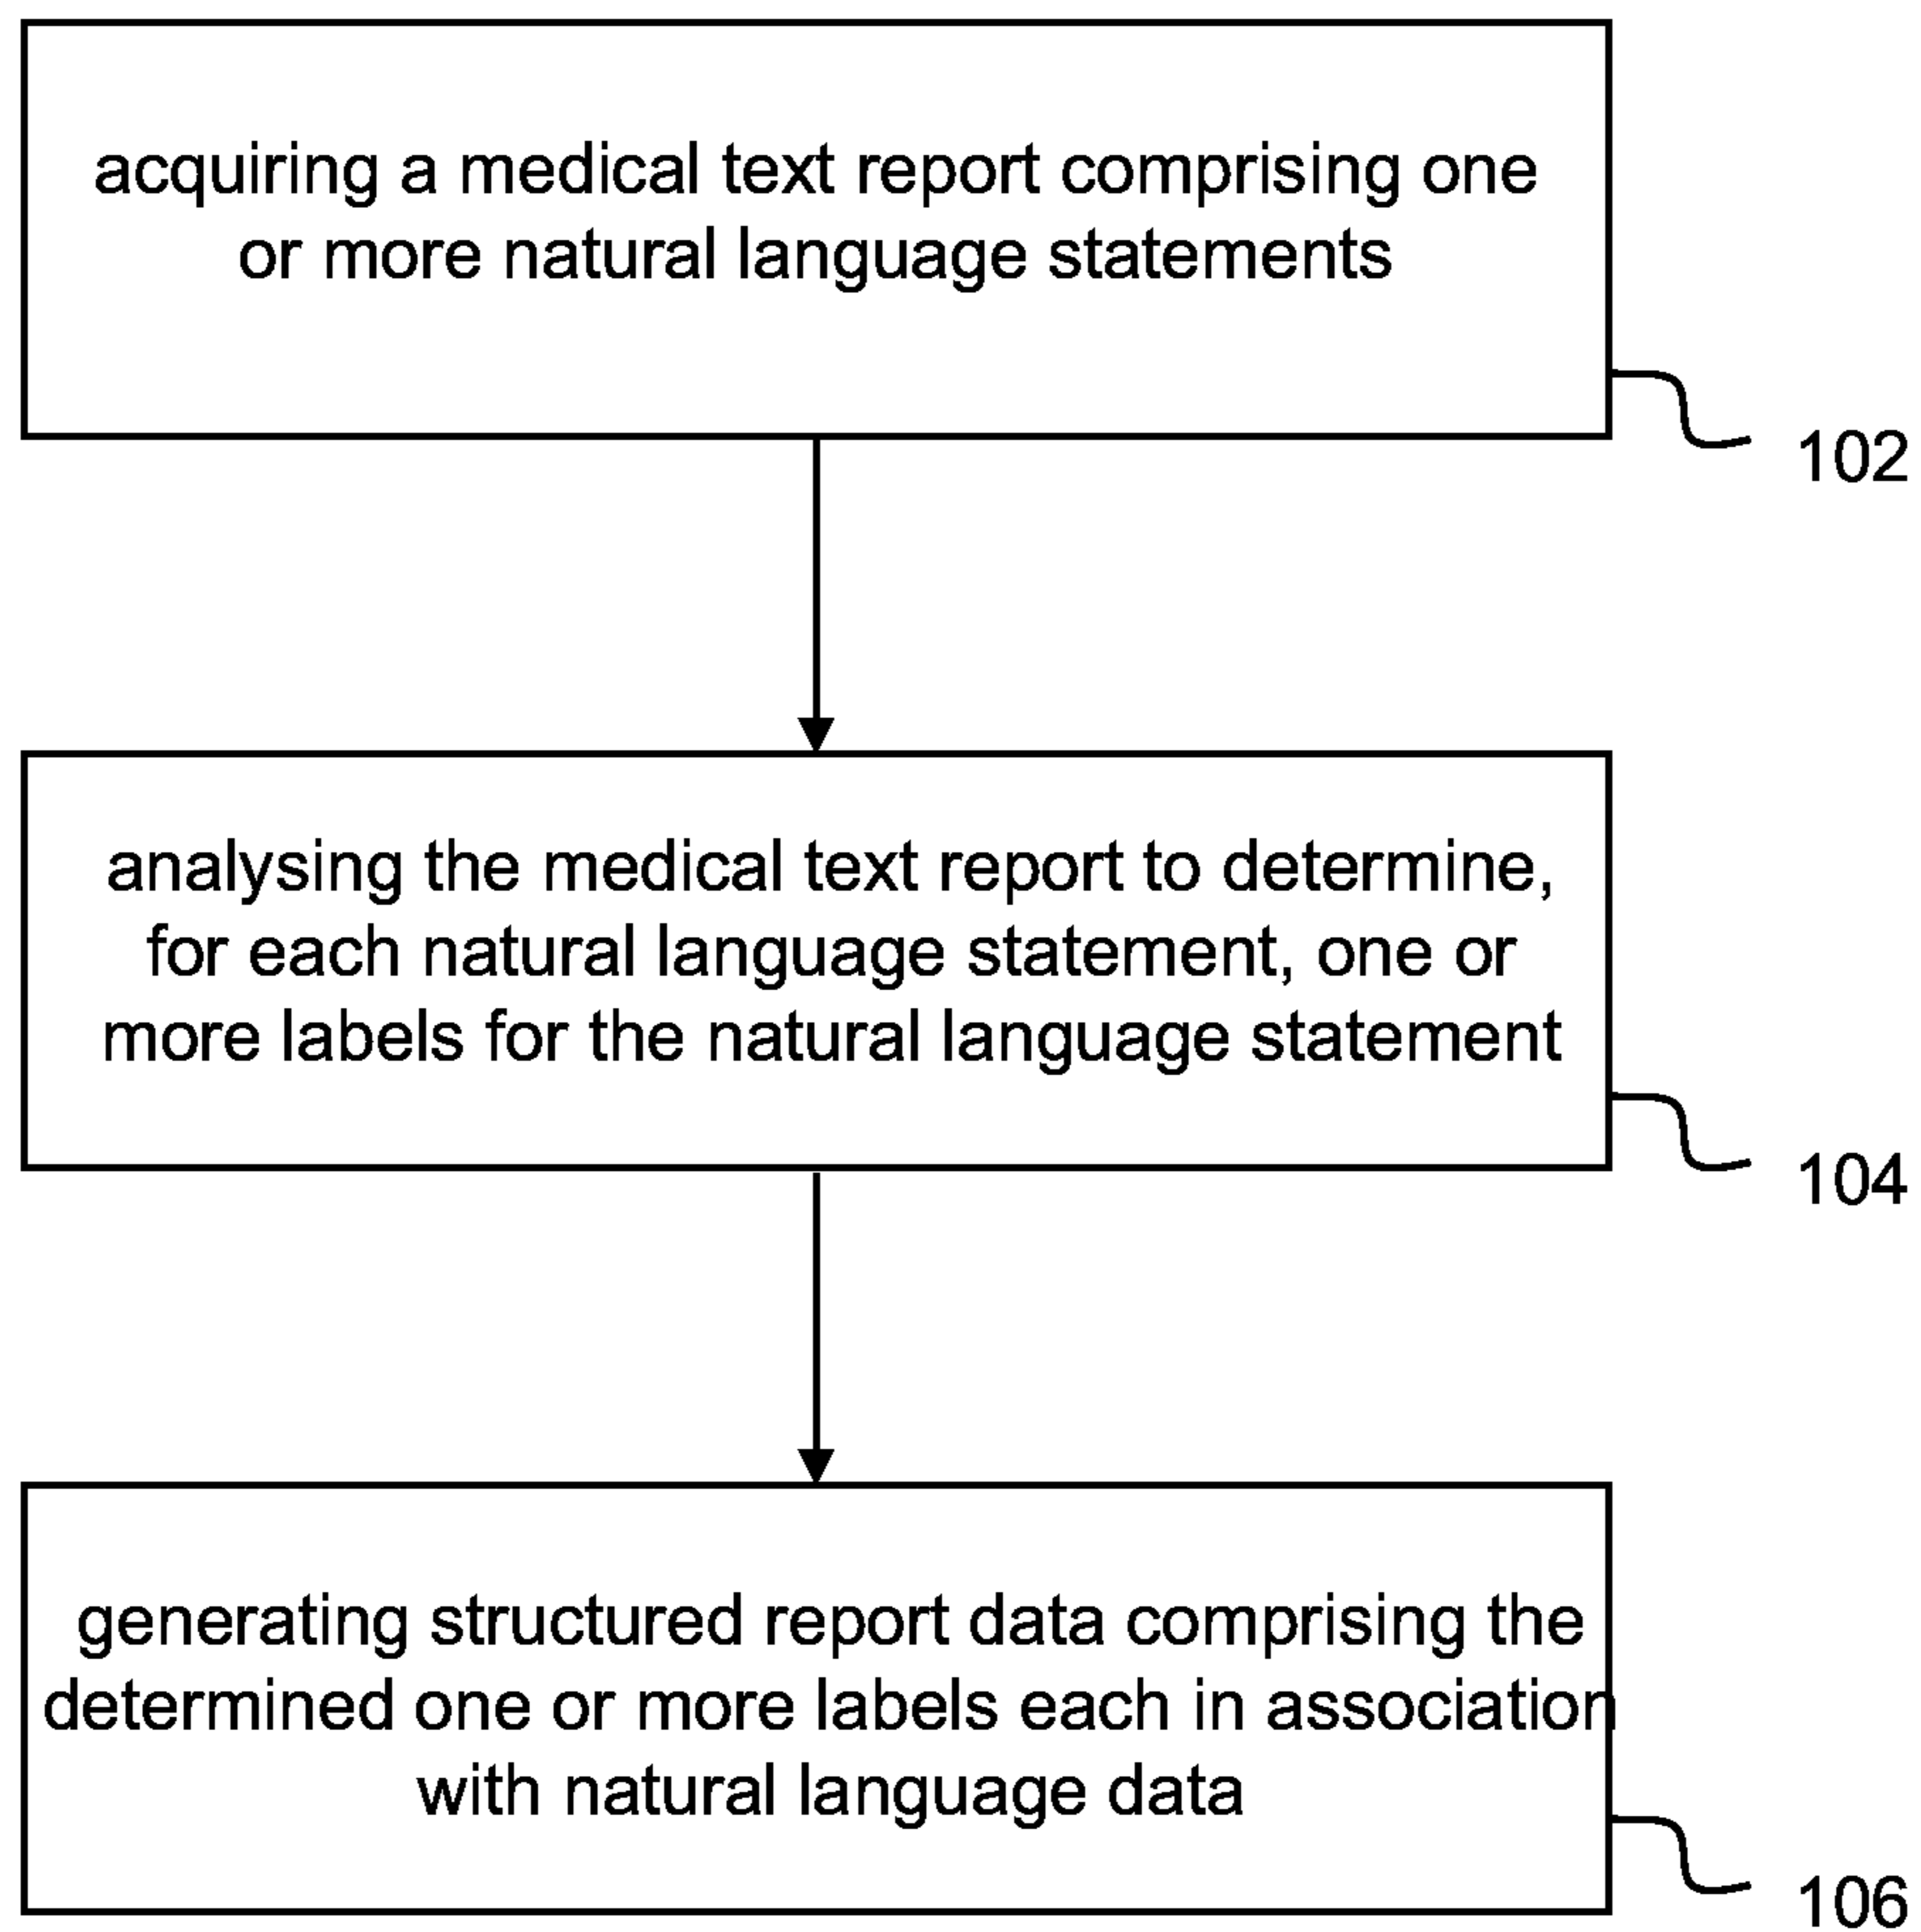 acquiring a medical text report comprising one
or more natural language statements
102
analysing the medical text report to determine,
for each natural language statement, one or
more labels for the natural language statement
104
generating structured report data comprising the
determined one or more labels each in association
with natural language data
106